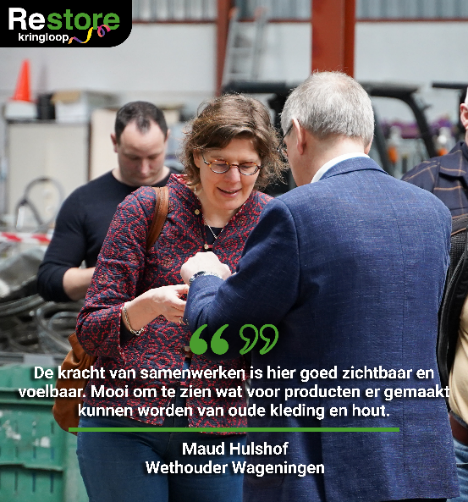 Restore
kringloop
De kracht van samenwerken is hier goed zichtbaar en
voelbaar. Mooi om te zien wat voor producten er gemaakt
kunnen worden van oude kleding en hout.
Maud Hulshof
Wethouder Wageningen